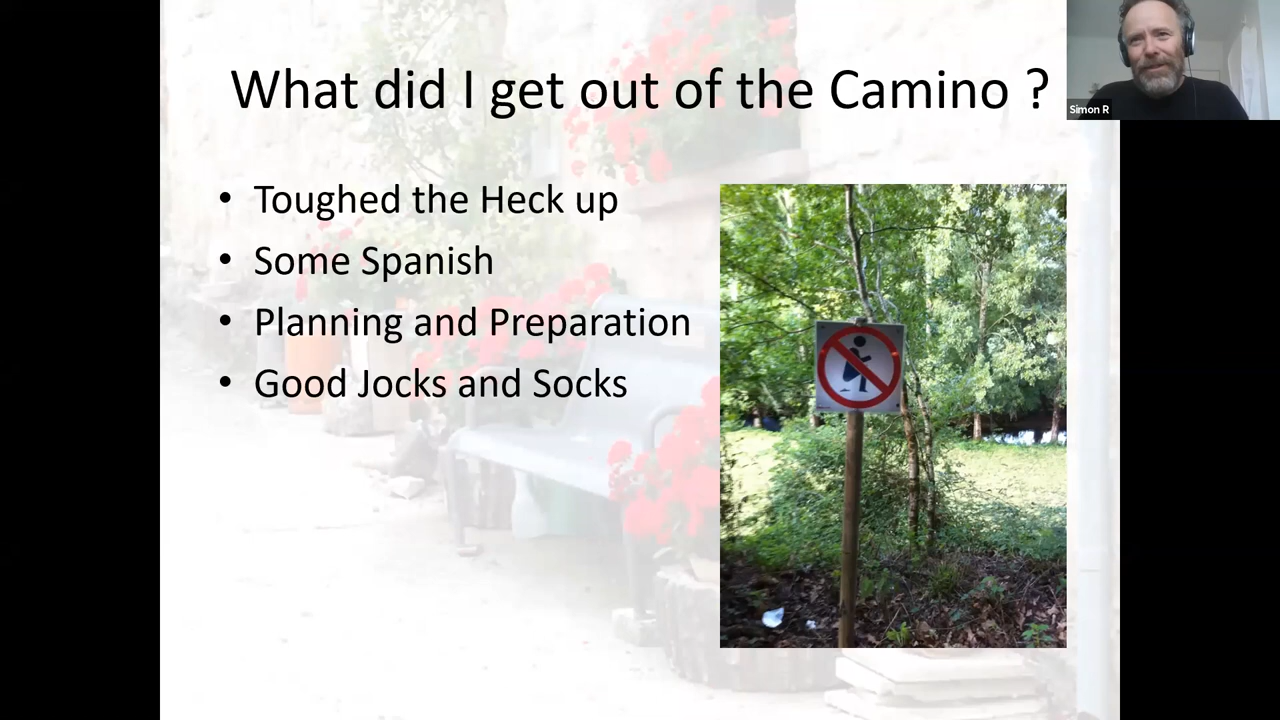 What did I get out of the Camino ?
Simon R
• Toughed the Heck up
• Some Spanish
• Planning and Preparation
• Good Jocks and Socks